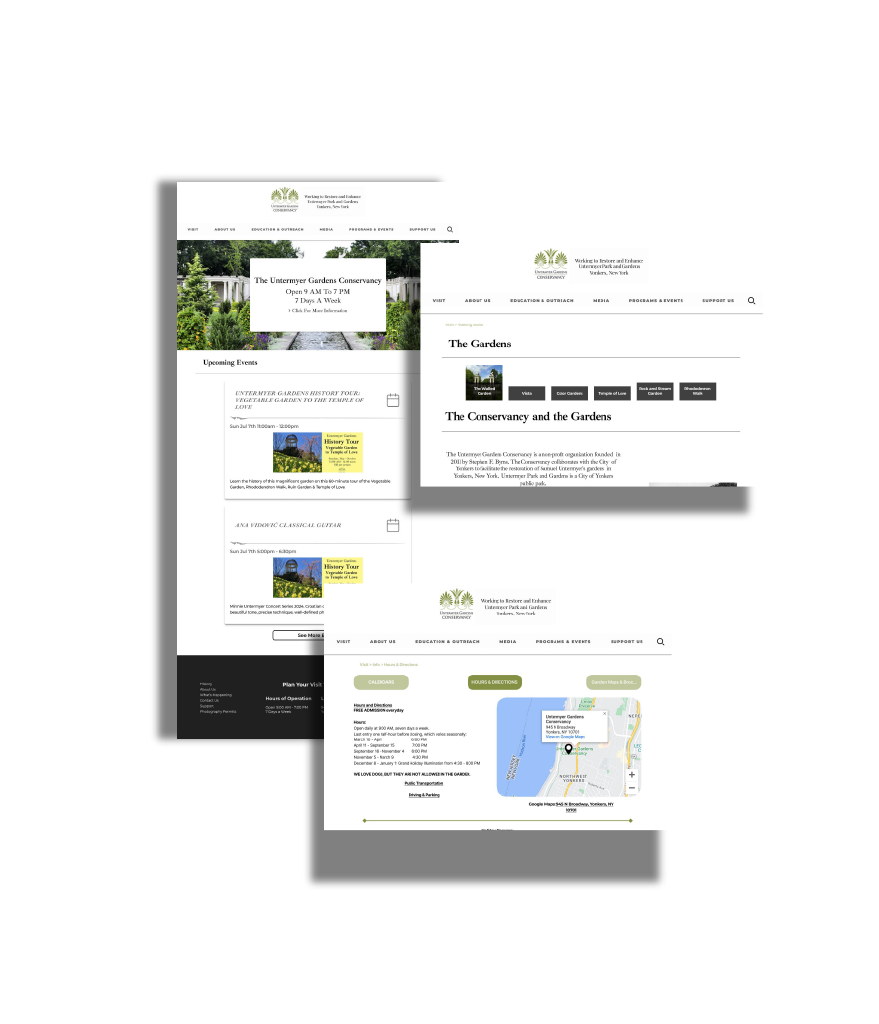 UNTERMYER GARDENS
CONSERVANCY
Working to Restore and Enhance
Untermyer Park and Gardens
Yonkers, New York
VISIT
ABOUT US
EDUCATION & OUTREACH
MEDIA
PROGRAMS & EVENTS
SUPPORT US
The Untermyer Gardens Conservancy
Open 9 AM To 7 PM
7 Days A Week
Click For More Information
Upcoming Events
UNTERMYER GARDENS HISTORY TOUR:
VEGETABLE GARDEN TO THE TEMPLE OF
LOVE
Sun Jul 7th 11:00am - 12:00pm
Untermyer Gardens
History Tour
Vegetable Garden
to Temple of Love
Learn the history of this magnificent garden on this 60-minute tour of the Vegetable
Garden, Rhododendron Walk, Ruin Garden & Temple of Love
ANA VIDOVIC CLASSICAL GUITAR
Sun Jul 7th 5:00pm - 6:30pm
Untermyer Gardens
History Tour
Vegetable Garden
to Temple of Love
Minnie Untermyer Concert Series 2024. Croatian
beautiful tone, precise technique, well-defined
See More
History
About Us
What's Happening
Contact Us
Support
Photography Permits
Plan Your Visit
Hours of Operation
Open 9:00 AM - 7:00 PM
7 Days a Week
UNTERMYER GARDENS
CONSERVANCY
Working to Restore and Enhance
Untermyer Park and Gardens
Yonkers, New York
VISIT
ABOUT US
EDUCATION & OUTREACH
MEDIA
PROGRAMS & EVENTS
SUPPORT US
The Gardens
The Walled
Garden
Vista
Color Garden
Temple of Love
Rock and Stream
Garden
Rhododendron
Walk
The Conservancy and the Gardens
The Untermyer Gardens Conservancy is a non-profit organization founded in
2011 by Stephen F. Byrns. The Conservancy collaborates with the City of
Yonkers to facilitate the restoration of Samuel Untermyer's gardens in
Yonkers, New York. Untermyer Park and Gardens is a City of Yonkers
public park.
UNTERMYER GARDENS
CONSERVANCY
Working to Restore and Enhance
Untermyer Park and Gardens
Yonkers, New York
VISIT
ABOUT US
EDUCATION & OUTREACH
MEDIA
PROGRAMS & EVENTS
SUPPORT US
Visit > Info > Hours & Directions
CALENDARS
HOURS & DIRECTIONS
Garden Maps & Broc...
Hours and Directions
FREE ADMISSION everyday
Hours:
Open daily at 9:00 AM, seven days a week.
Last entry one half-hour before closing, which varies seasonally:
March 10 - April 6:00 PM
April 11 - September 15 7:00 PM
September 16 - November 4 6:00 PM
November 5 - March 9 4:30 PM
December 8 - January 1 Grand holiday illumination from 4:30 - 8:00 PM
WE LOVE DOGS, BUT THEY ARE NOT ALLOWED IN THE GARDEN.
Public Transportation
Driving & Parking
Untermyer Gardens
Conservancy
945 N Broadway
Yonkers, NY 10701
View on Google Maps
Gardens
Conservancy
NORTHWEST
YONKERS
NEW JERSEY
NEW YORK
Google Maps: 945 N Broadway, Yonkers, NY
10701